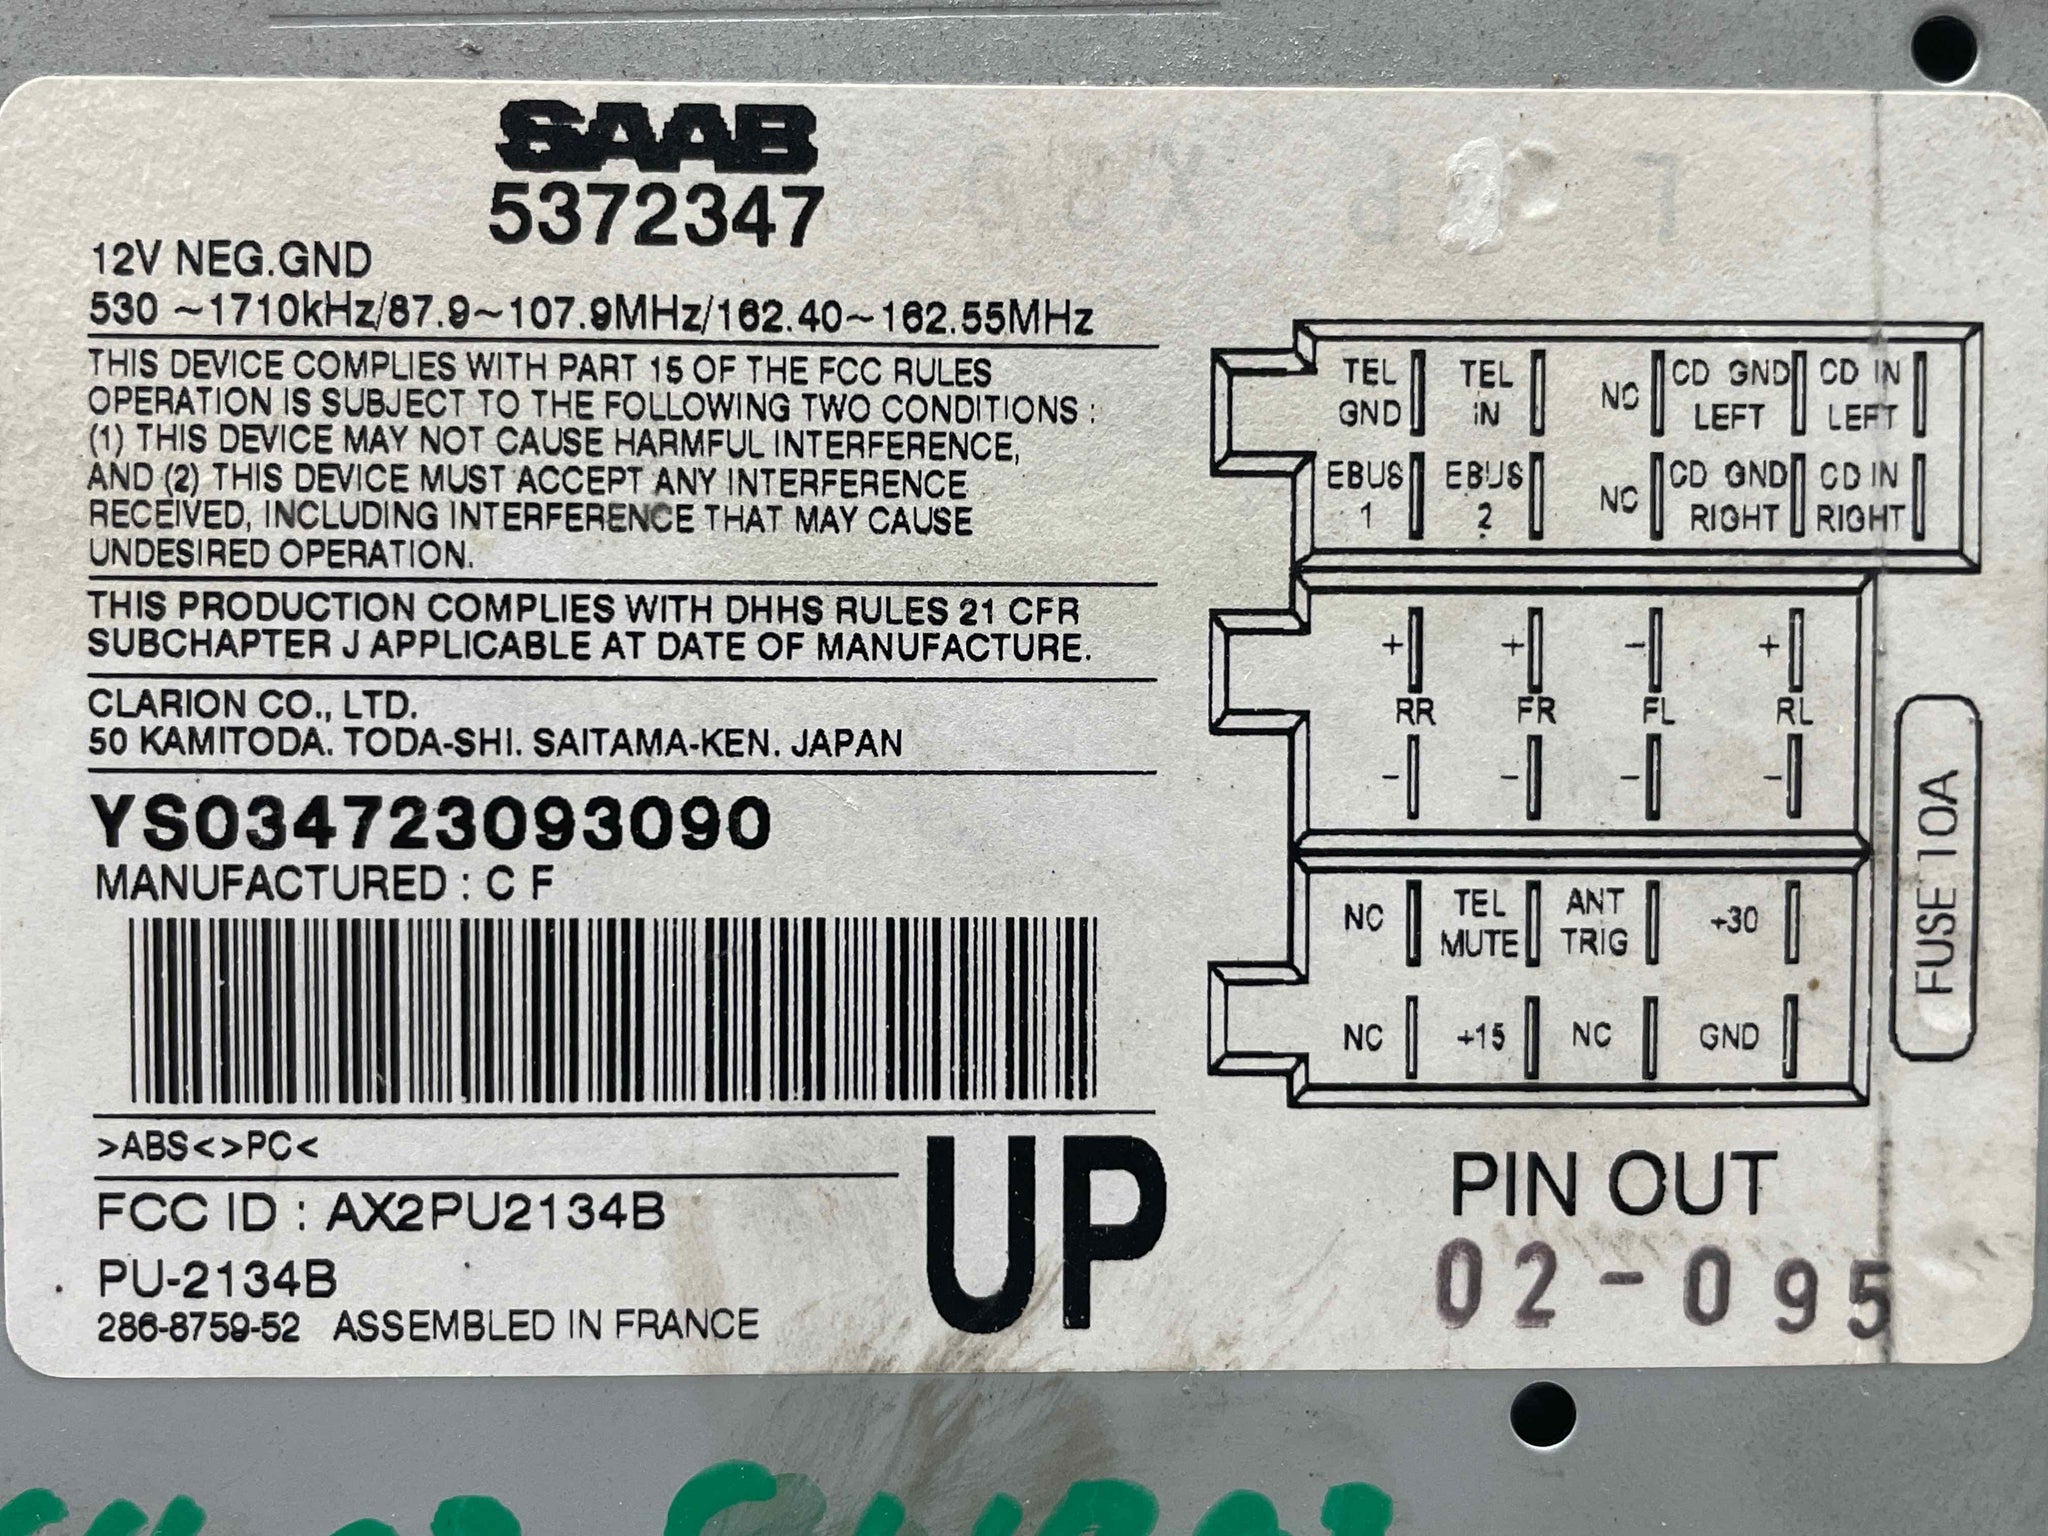 SAAB
5372347
12V NEG.GND
530 ~1710kHz/87.9~107.9MHz/162.40~162.55MHz
THIS DEVICE COMPLIES WITH PART 15 OF THE FCC RULES
OPERATION IS SUBJECT TO THE FOLLOWING TWO CONDITIONS :
(1) THIS DEVICE MAY NOT CAUSE HARMFUL INTERFERENCE,
AND (2) THIS DEVICE MUST ACCEPT ANY INTERFERENCE
RECEIVED, INCLUDING INTERFERENCE THAT MAY CAUSE
UNDESIRED OPERATION.
THIS PRODUCTION COMPLIES WITH DHHS RULES 21 CFR
SUBCHAPTER J APPLICABLE AT DATE OF MANUFACTURE.
CLARION CO., LTD.
50 KAMITODA. TODA-SHI. SAITAMA-KEN. JAPAN
YS034723093090
MANUFACTURED : C F
>ABS<>PC<
FCC ID : AX2PU2134B
PU-2134B
286-8759-52 ASSEMBLED IN FRANCE
UP
TEL GND TEL IN NC CD GND LEFT CD IN LEFT
EBUS 1 EBUS 2 NC CD GND RIGHT CD IN RIGHT
+ + - +
RR FR FL RL
- - - -
NC TEL MUTE ANT TRIG +30
NC +15 NC GND
FUSE 10A
PIN OUT
02-095